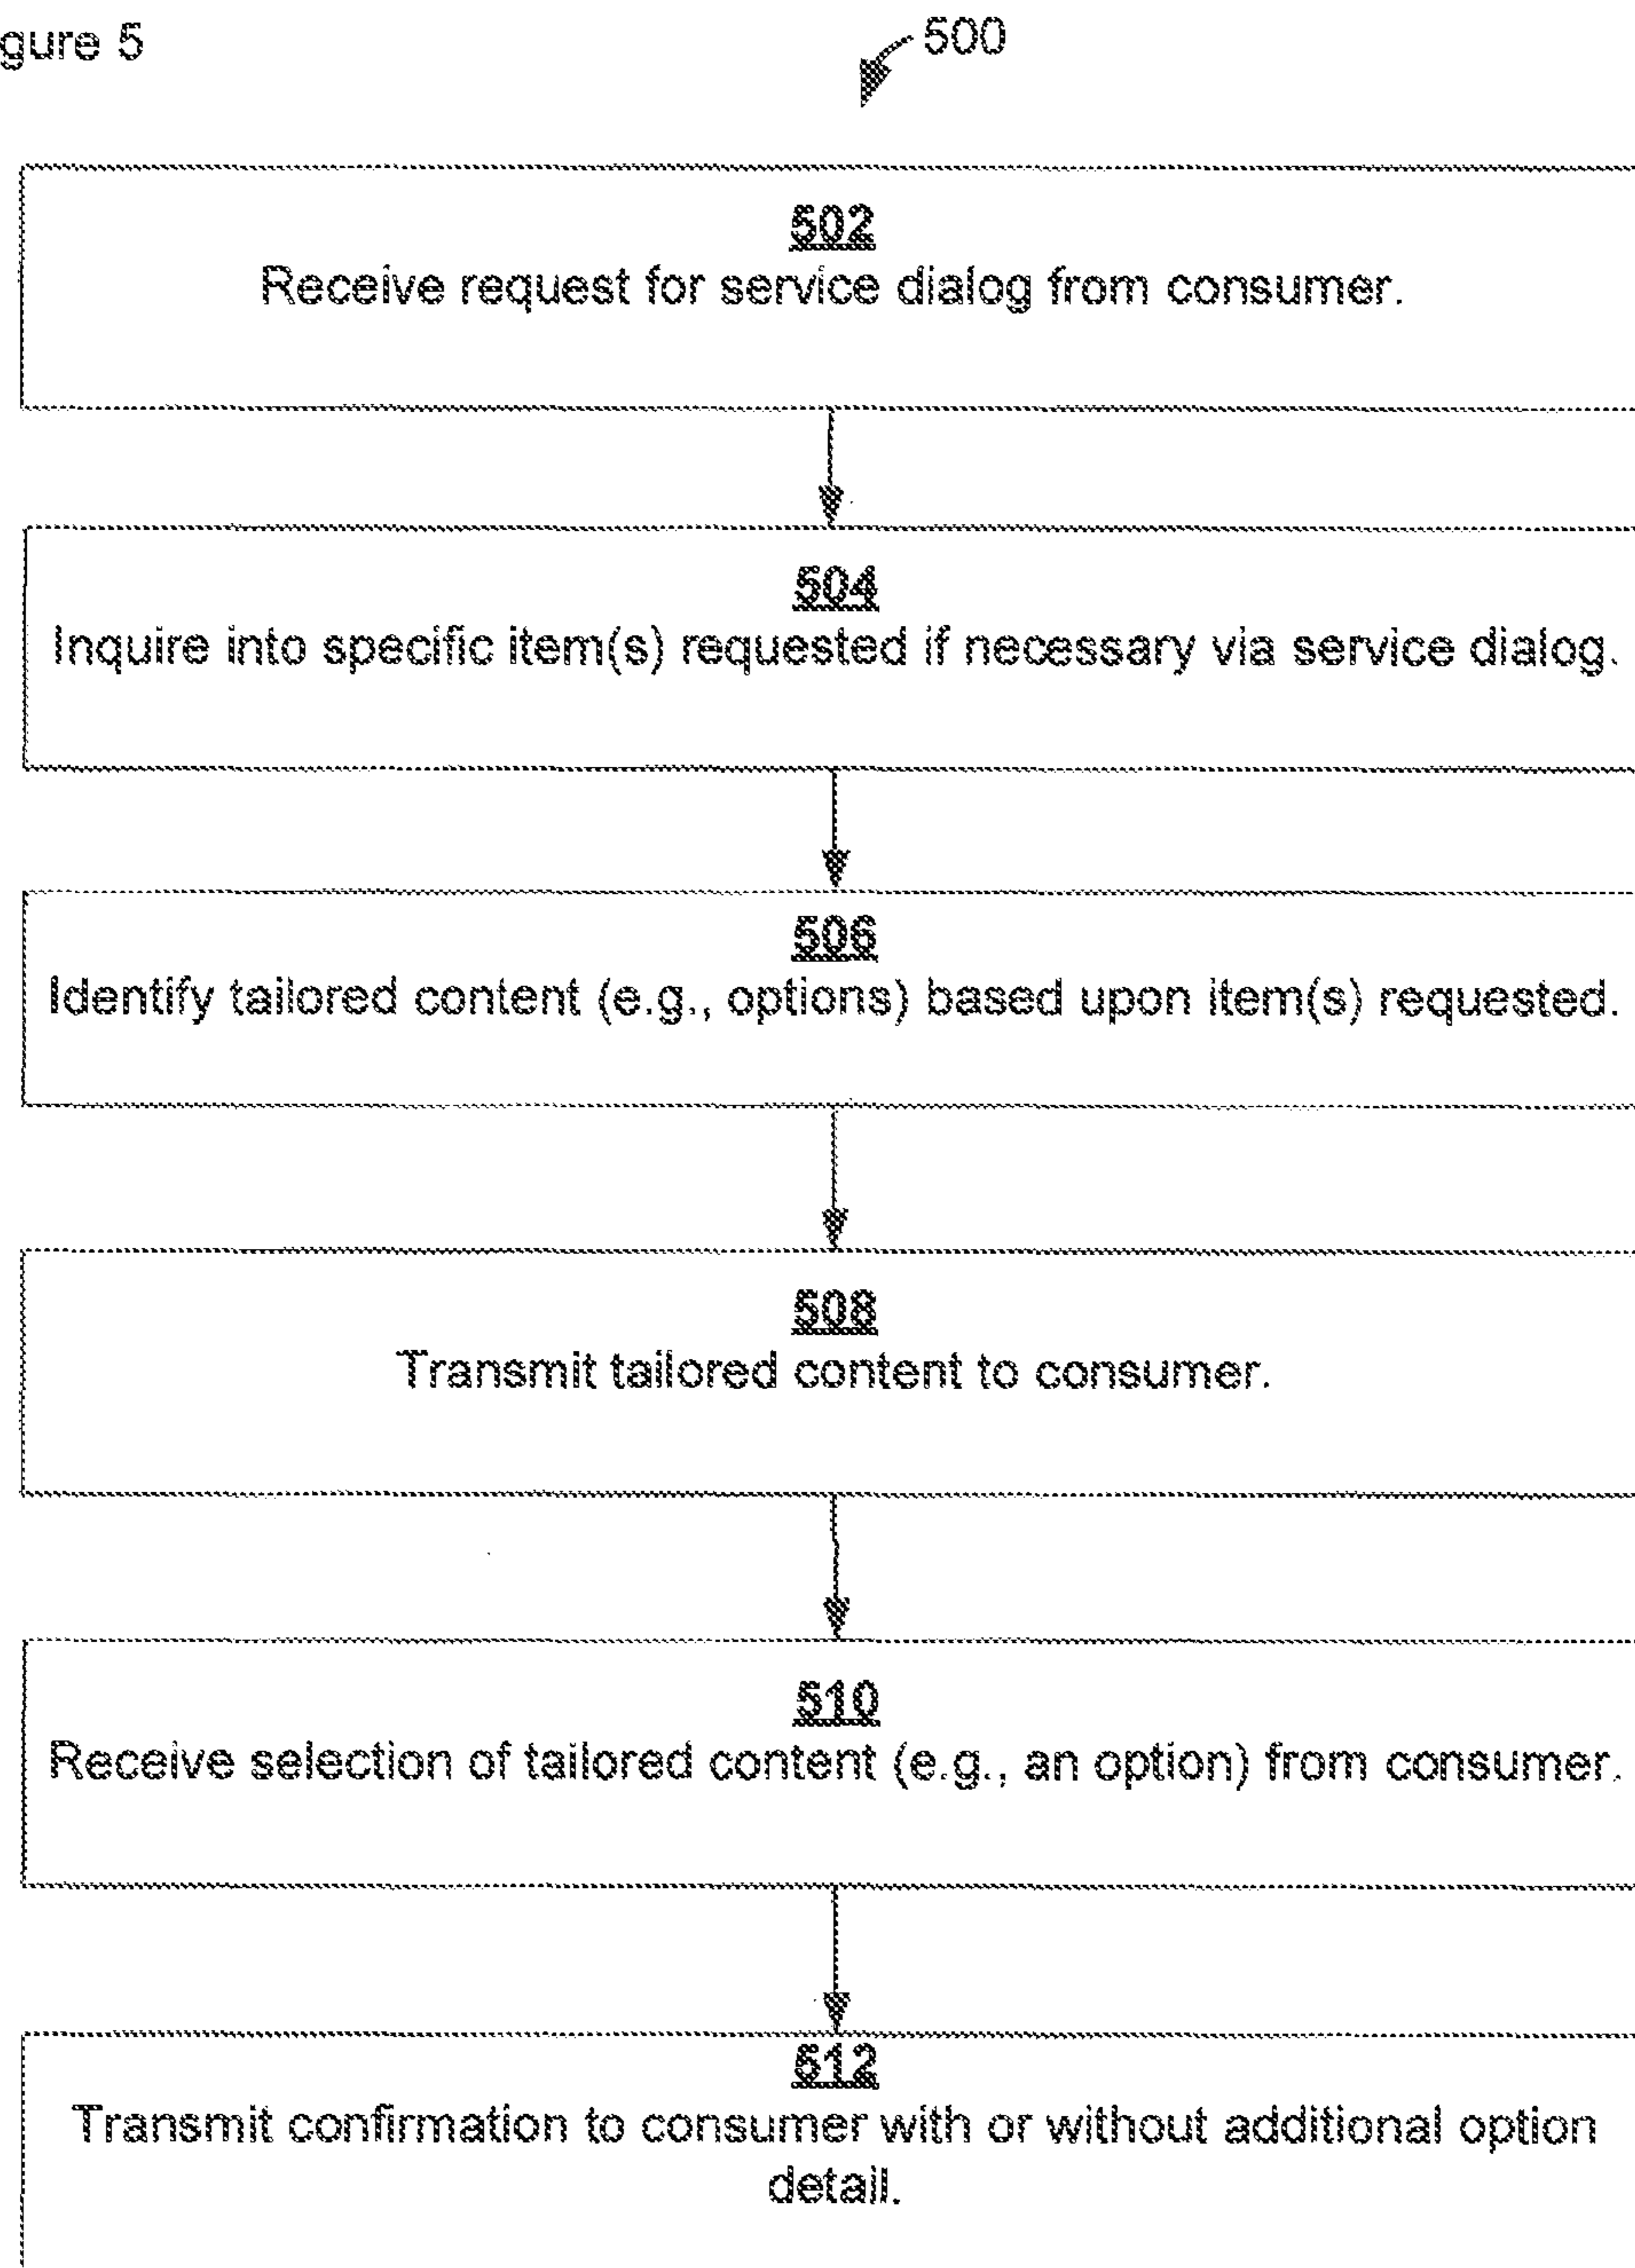 gure 5
500
502
Receive request for service dialog from consumer.
504
Inquire into specific item(s) requested if necessary via service dialog.
506
Identify tailored content (e.g., options) based upon item(s) requested.
508
Transmit tailored content to consumer.
510
Receive selection of tailored content (e.g., an option) from consumer.
512
Transmit confirmation to consumer with or without additional option
detail.